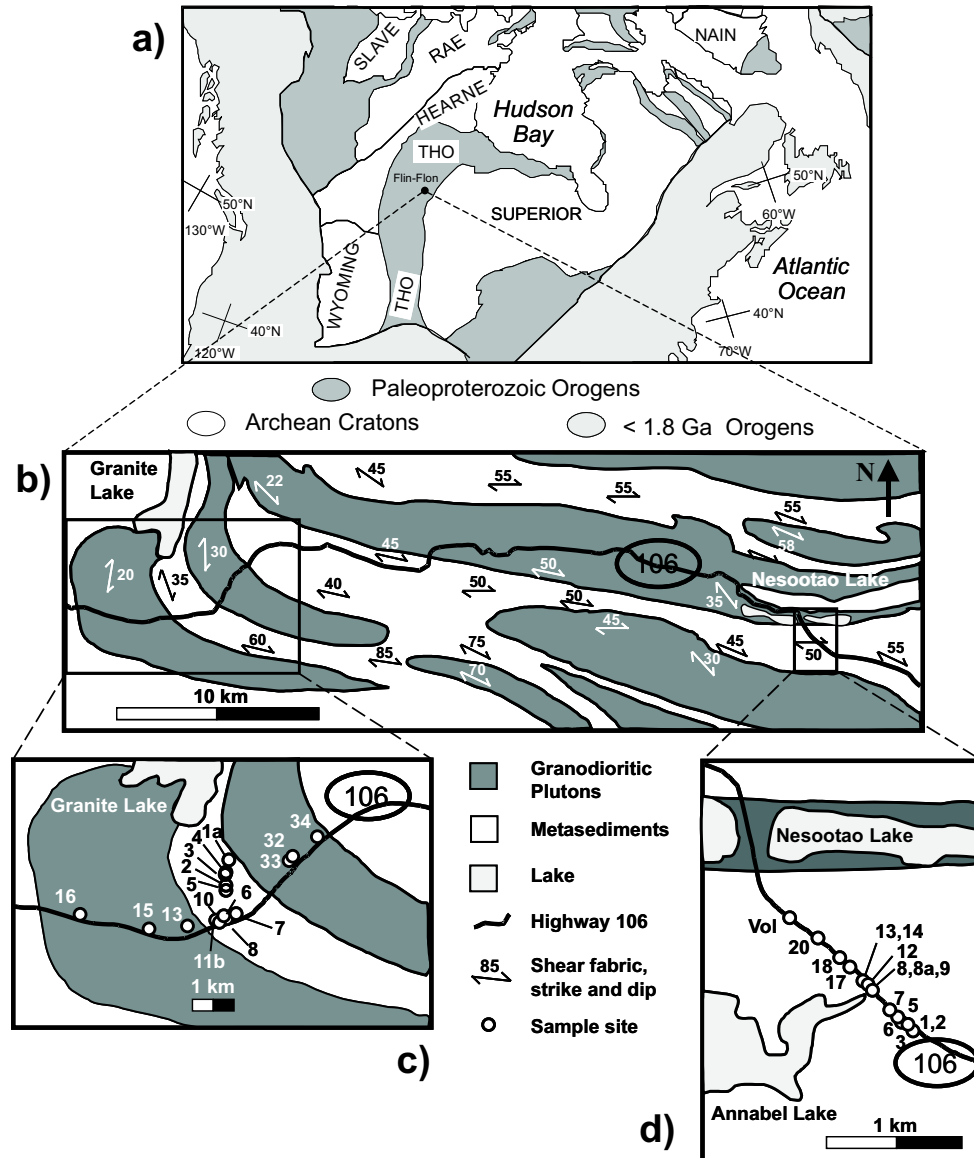 a)
SLAVE
RAE
NAIN
HEARNE
Hudson
Bay
THO
Flin-Flon
SUPERIOR
WYOMING
THO
50°N
130°W
40°N
120°W
50°N
60°W
Atlantic
Ocean
40°N
70°W
Paleoproterozoic Orogens
Archean Cratons
< 1.8 Ga Orogens
b)
Granite
Lake
N
22
45
55
55
55
58
20
35
30
45
40
50
50
50
106
Nesootao Lake
35
60
85
75
70
45
45
30
50
55
10 km
c)
Granite Lake
106
1a
4
3
2
5
10
6
7
8
11b
13
15
16
32
33
34
1 km
Granodioritic
Plutons
Metasediments
Lake
Highway 106
85
Shear fabric,
strike and dip
Sample site
d)
Nesootao Lake
Vol
20
18
17
13,14
12
8,8a,9
7
5
6
1,2
3
106
Annabel Lake
1 km